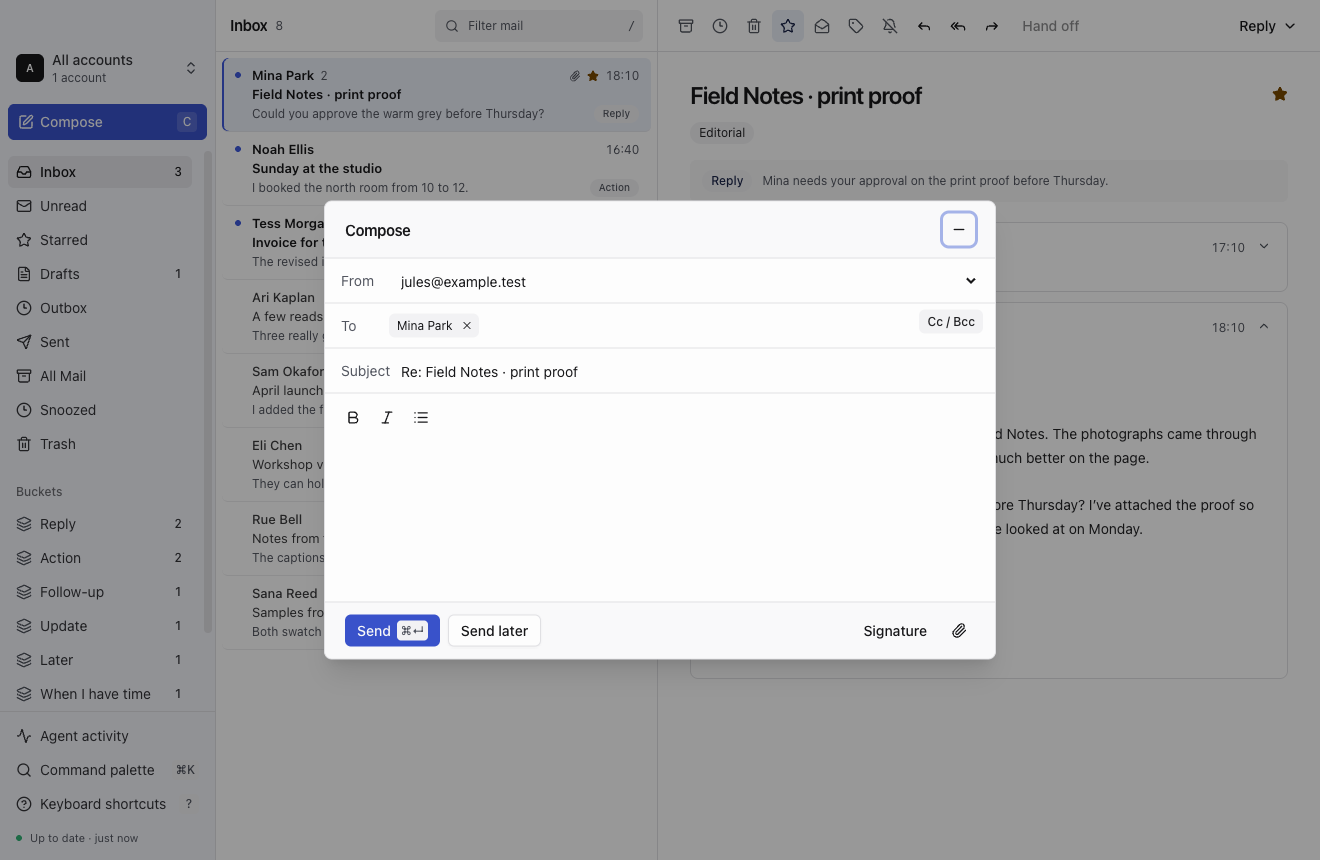 A
All accounts
1 account
Compose C
Inbox 3
Unread
Starred
Drafts 1
Outbox
Sent
All Mail
Snoozed
Trash
Buckets
Reply 2
Action 2
Follow-up 1
Update 1
Later 1
When I have time 1
Agent activity
Command palette ⌘K
Keyboard shortcuts ?
Up to date · just now
Inbox 8
Filter mail /
Mina Park 2 18:10
Field Notes · print proof
Could you approve the warm grey before Thursday? Reply
Noah Ellis 16:40
Sunday at the studio
I booked the north room from 10 to 12. Action
Tess
Invoice for
The revised
Ari Kaplan
A few reads
Three really
Sam Okafor
April launch
I added the
Eli Chen
Workshop
They can
Rue Bell
Notes from
The captions
Sana Reed
Samples
Both swatch
Hand off
Reply
Field Notes · print proof
Editorial
Reply Mina needs your approval on the print proof before Thursday.
17:10
18:10
Notes. The photographs came through
much better on the page.
Thursday? I've attached the proof so
looked at on Monday.
Compose
From jules@example.test
To Mina Park Cc / Bcc
Subject Re: Field Notes · print proof
B I
Send ⌘↵ Send later Signature